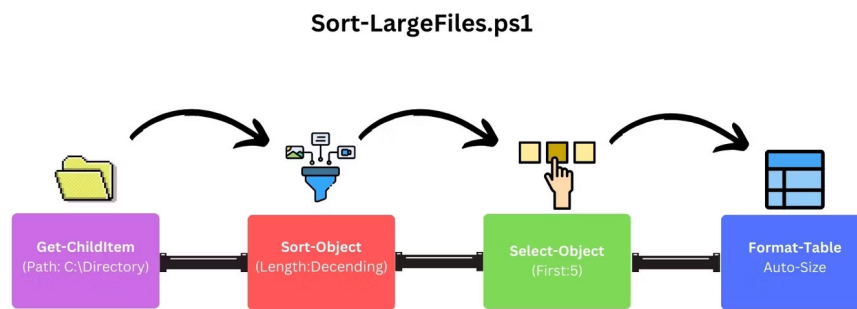 Sort-LargeFiles.ps1
Get-ChildItem
(Path: C:\Directory)
Sort-Object
(Length:Decending)
Select-Object
(First:5)
Format-Table
Auto-Size